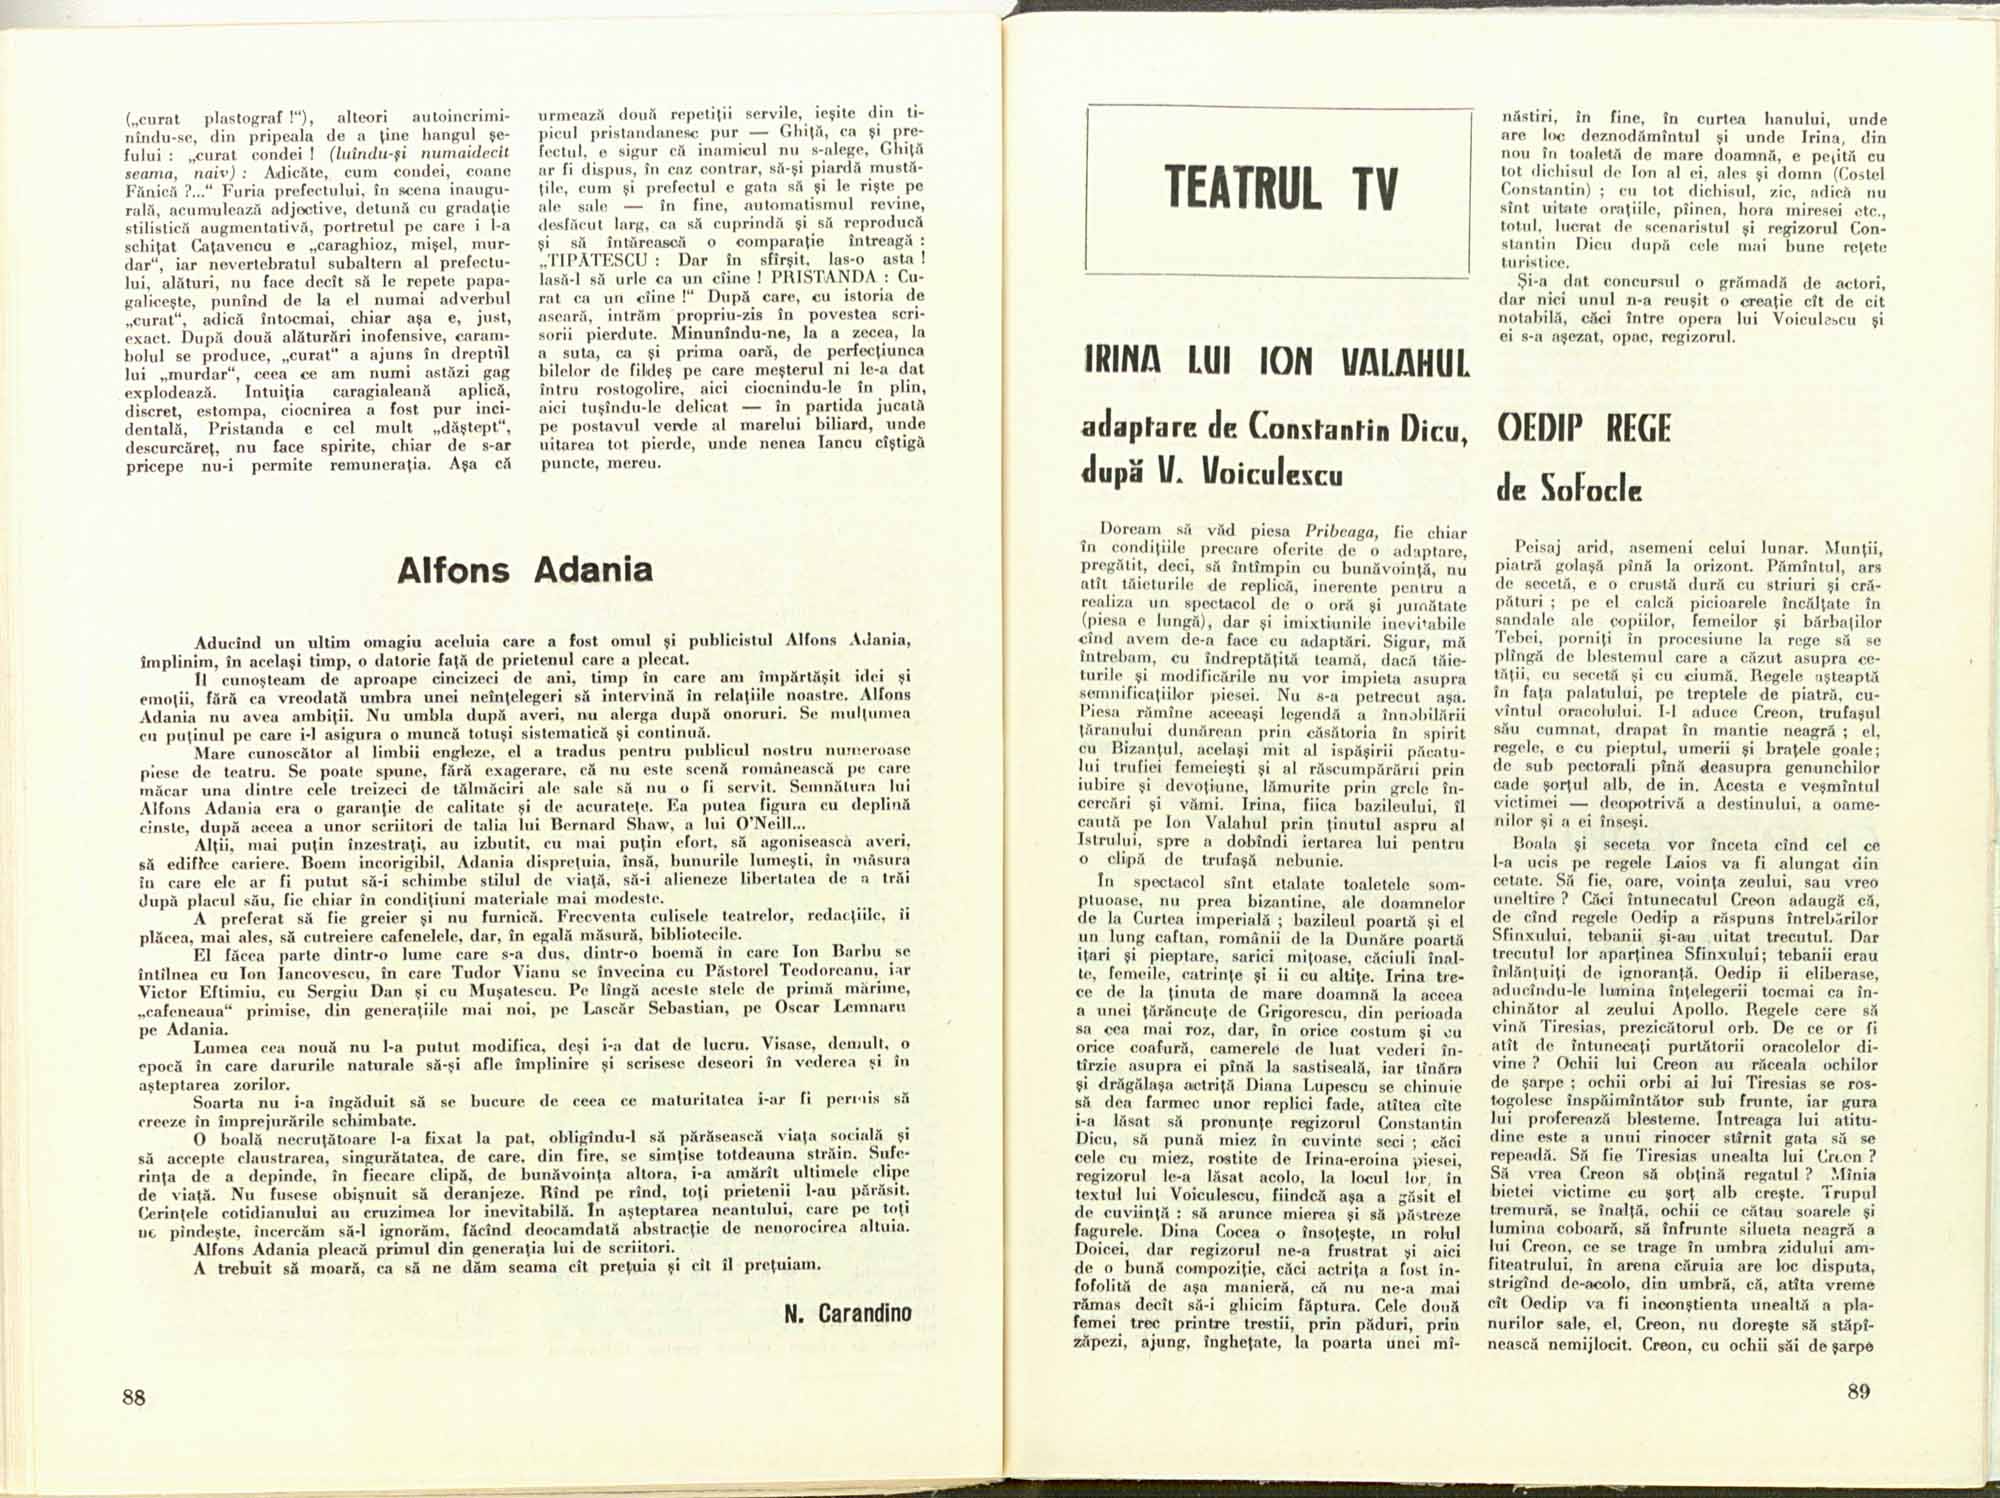 („curat plastograf !“), alteori autoincrimi-
nîndu-se, din pripeala de a ține hangul șe-
fului : „curat condei ! (luîndu-și numaidecît
seama, naiv) : Adicăte, cum condei, coane
Fănică ?...“ Furia prefectului, în scena inaugu-
rală, acumulează adjective, detună cu gradație
stilistică augmentativă, portretul pe care i l-a
schițat Cațavencu e „caraghioz, mișel, mur-
dar“, iar nevertebratul subaltern al prefectu-
lui, alături, nu face decît să le repete papa-
galicește, punînd de la el numai adverbul
„curat“, adică întocmai, chiar așa e, just,
exact. După două alăturări inofensive, caram-
bolul se produce, „curat“ a ajuns în dreptul
lui „murdar“, ceea ce am numi astăzi gag
explodează. Intuiția caragialeană aplică,
discret, estompa, ciocnirea a fost pur inci-
dentală, Pristanda e cel mult „dăștept“,
descurcăreț, nu face spirite, chiar de s-ar
pricepe nu-i permite remunerația. Așa că
urmează două repetiții servile, ieșite din ti-
picul pristandanesc pur — Ghiță, ca și pre-
fectul, e sigur că inamicul nu s-alege, Ghiță
ar fi dispus, în caz contrar, să-și piardă mustă-
țile, cum și prefectul e gata să și le riște pe
ale sale — în fine, automatismul revine,
desfăcut larg, ca să cuprindă și să reproducă
și să întărească o comparație întreagă :
„TIPĂTESCU : Dar în sfîrșit, las-o asta !
lasă-l să urle ca un cîine ! PRISTANDA : Cu-
rat ca un cîine !“ După care, cu istoria de
aseară, intrăm propriu-zis în povestea scri-
sorii pierdute. Minunîndu-ne, la a zecea, la
a suta, ca și prima oară, de perfecțiunea
bilelor de fildeș pe care meșterul ni le-a dat
întru rostogolire, aici ciocnindu-le în plin,
aici tușîndu-le delicat — în partida jucată
pe postavul verde al marelui biliard, unde
uitarea tot pierde, unde nenea Iancu cîștigă
puncte, mereu.
Alfons Adania
Aducînd un ultim omagiu aceluia care a fost omul și publicistul Alfons Adania,
împlinim, în același timp, o datorie față de prietenul care a plecat.
Îl cunoșteam de aproape cincizeci de ani, timp în care am împărtășit idei și
emoții, fără ca vreodată umbra unei neînțelegeri să intervină în relațiile noastre. Alfons
Adania nu avea ambiții. Nu umbla după averi, nu alerga după onoruri. Se mulțumea
cu puținul pe care i-l asigura o muncă totuși sistematică și continuă.
Mare cunoscător al limbii engleze, el a tradus pentru publicul nostru numeroase
piese de teatru. Se poate spune, fără exagerare, că nu este scenă românească pe care
măcar una dintre cele treizeci de tălmăciri ale sale să nu o fi servit. Semnătura lui
Alfons Adania era o garanție de calitate și de acuratețe. Ea putea figura cu deplină
cinste, după aceea a unor scriitori de talia lui Bernard Shaw, a lui O'Neill...
Alții, mai puțin înzestrați, au izbutit, cu mai puțin efort, să agonisească averi,
să edifice cariere. Boem incorigibil, Adania disprețuia, însă, bunurile lumești, în măsura
în care ele ar fi putut să-i schimbe stilul de viață, să-i alieneze libertatea de a trăi
după placul său, fie chiar în condițiuni materiale mai modeste.
A preferat să fie greier și nu furnică. Frecventa culisele teatrelor, redacțiile, îi
plăcea, mai ales, să cutreiere cafenelele, dar, în egală măsură, bibliotecile.
El făcea parte dintr-o lume care s-a dus, dintr-o boemă în care Ion Barbu se
întîlnea cu Ion Iancovescu, în care Tudor Vianu se învecina cu Păstorel Teodoreanu, iar
Victor Eftimiu, cu Sergiu Dan și cu Mușatescu. Pe lîngă aceste stele de primă mărime,
„cafeneaua“ primise, din generațiile mai noi, pe Lascăr Sebastian, pe Oscar Lemnaru
pe Adania.
Lumea cea nouă nu l-a putut modifica, deși i-a dat de lucru. Visase, demult, o
epocă în care darurile naturale să-și afle împlinire și scrisese deseori în vederea și în
așteptarea zorilor.
Soarta nu i-a îngăduit să se bucure de ceea ce maturitatea i-ar fi permis să
creeze în împrejurările schimbate.
O boală necruțătoare l-a fixat la pat, obligîndu-l să părăsească viața socială și
să accepte claustrarea, singurătatea, de care, din fire, se simțise totdeauna străin. Sufe-
rința de a depinde, în fiecare clipă, de bunăvoința altora, i-a amărît ultimele clipe
de viață. Nu fusese obișnuit să deranjeze. Rînd pe rînd, toți prietenii l-au părăsit.
Cerințele cotidianului au cruzimea lor inevitabilă. În așteptarea neantului, care pe toți
ne pîndește, încercăm să-l ignorăm, făcînd deocamdată abstracție de nenorocirea altuia.
Alfons Adania pleacă primul din generația lui de scriitori.
A trebuit să moară, ca să ne dăm seama cît prețuia și cît îl prețuiam.
N. Carandino
88
TEATRUL TV
IRINA LUI ION VALAHUL
adaptare de Constantin Dicu,
după V. Voiculescu
Doream să văd piesa Pribeaga, fie chiar
în condițiile precare oferite de o adaptare,
pregătit, deci, să întîmpin cu bunăvoință, nu
atît tăieturile de replică, inerente pentru a
realiza un spectacol de o oră și jumătate
(piesa e lungă), dar și imixtiunile inevitabile
cînd avem de-a face cu adaptări. Sigur, mă
întrebam, cu îndreptățită teamă, dacă tăie-
turile și modificările nu vor impieta asupra
semnificațiilor piesei. Nu s-a petrecut așa.
Piesa rămîne aceeași legendă a înnobilării
țăranului dunărean prin căsătoria în spirit
cu Bizanțul, același mit al ispășirii păcatu-
lui trufiei femeiești și al răscumpărării prin
iubire și devoțiune, lămurite prin grele în-
cercări și vămi. Irina, fiica bazileului, îl
caută pe Ion Valahul prin ținutul aspru al
Istrului, spre a dobîndi iertarea lui pentru
o clipă de trufașă nebunie.
În spectacol sînt etalate toaletele som-
ptuoase, nu prea bizantine, ale doamnelor
de la Curtea imperială ; bazileul poartă și el
un lung caftan, românii de la Dunăre poartă
ițari și pieptare, sarici mițoase, căciuli înal-
te, femeile, catrințe și ii cu altițe. Irina tre-
ce de la ținuta de mare doamnă la aceea
a unei țărăncuțe de Grigorescu, din perioada
sa cea mai roz, dar, în orice costum și cu
orice coafură, camerele de luat vederi în-
tîrzie asupra ei pînă la sastiseală, iar tînăra
și drăgălașa actriță Diana Lupescu se chinuie
să dea farmec unor replici fade, atîtea cîte
i-a lăsat să pronunțe regizorul Constantin
Dicu, să pună miez în cuvinte seci ; căci
cele cu miez, rostite de Irina-eroina piesei,
regizorul le-a lăsat acolo, la locul lor, în
textul lui Voiculescu, fiindcă așa a găsit el
de cuviință : să arunce mierea și să păstreze
fagurele. Dina Cocea o însoțește, în rolul
Doicei, dar regizorul ne-a frustrat și aici
de o bună compoziție, căci actrița a fost în-
fofolită de așa manieră, că nu ne-a mai
rămas decît să-i ghicim făptura. Cele două
femei trec printre trestii, prin păduri, prin
zăpezi, ajung, înghețate, la poarta unei mî-
năstiri, în fine, în curtea hanului, unde
are loc deznodămîntul și unde Irina, din
nou în toaletă de mare doamnă, e pețită cu
tot dichisul de Ion al ei, ales și domn (Costel
Constantin) ; cu tot dichisul, zic, adică nu
sînt uitate orațiile, pîinea, hora miresei etc.,
totul, lucrat de scenaristul și regizorul Con-
stantin Dicu după cele mai bune rețete
turistice.
Și-a dat concursul o grămadă de actori,
dar nici unul n-a reușit o creație cît de cît
notabilă, căci între opera lui Voiculescu și
ei s-a așezat, opac, regizorul.
OEDIP REGE
de Sofocle
Peisaj arid, asemeni celui lunar. Munții,
piatră golașă pînă la orizont. Pămîntul, ars
de secetă, e o crustă dură cu striuri și cră-
pături ; pe el calcă picioarele încălțate în
sandale ale copiilor, femeilor și bărbaților
Tebei, porniți în procesiune la rege să se
plîngă de blestemul care a căzut asupra ce-
tății, cu secetă și cu ciumă. Regele așteaptă
în fața palatului, pe treptele de piatră, cu-
vîntul oracolului. I-l aduce Creon, trufașul
său cumnat, drapat în mantie neagră ; el,
regele, e cu pieptul, umerii și brațele goale;
de sub pectorali pînă deasupra genunchilor
cade șorțul alb, de in. Acesta e veșmîntul
victimei — deopotrivă a destinului, a oame-
nilor și a ei înseși.
Boala și seceta vor înceta cînd cel ce
l-a ucis pe regele Laios va fi alungat din
cetate. Să fie, oare, voința zeului, sau vreo
uneltire ? Căci întunecatul Creon adaugă că,
de cînd regele Oedip a răspuns întrebărilor
Sfinxului, tebanii și-au uitat trecutul. Dar
trecutul lor aparținea Sfinxului; tebanii erau
înlănțuiți de ignoranță. Oedip îi eliberase,
aducîndu-le lumina înțelegerii tocmai ca în-
chinător al zeului Apollo. Regele cere să
vină Tiresias, prezicătorul orb. De ce or fi
atît de întunecați purtătorii oracolelor di-
vine ? Ochii lui Creon au răceala ochilor
de șarpe ; ochii orbi ai lui Tiresias se ros-
togolesc înspăimîntător sub frunte, iar gura
lui proferează blesteme. Întreaga lui atitu-
dine este a unui rinocer stîrnit gata să se
repeadă. Să fie Tiresias unealta lui Creon ?
Să vrea Creon să obțină regatul ? Mînia
bietei victime cu șorț alb crește. Trupul
tremură, se înalță, ochii ce cătau soarele și
lumina coboară, să înfrunte silueta neagră a
lui Creon, ce se trage în umbra zidului am-
fiteatrului, în arena căruia are loc disputa,
strigînd de-acolo, din umbră, că, atîta vreme
cît Oedip va fi inconștienta unealtă a pla-
nurilor sale, el, Creon, nu dorește să stăpî-
nească nemijlocit. Creon, cu ochii săi de șarpe
89